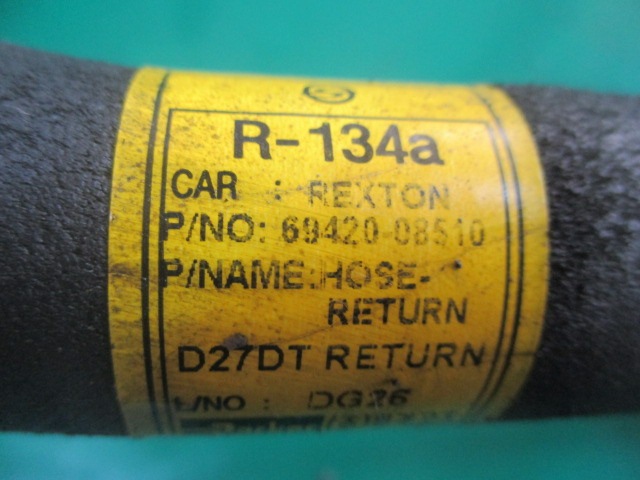 R-134a
CAR : REXTON
P/NO: 69420-08510
P/NAME:HOSE-
RETURN
D27DT RETURN
L/NO : DG26